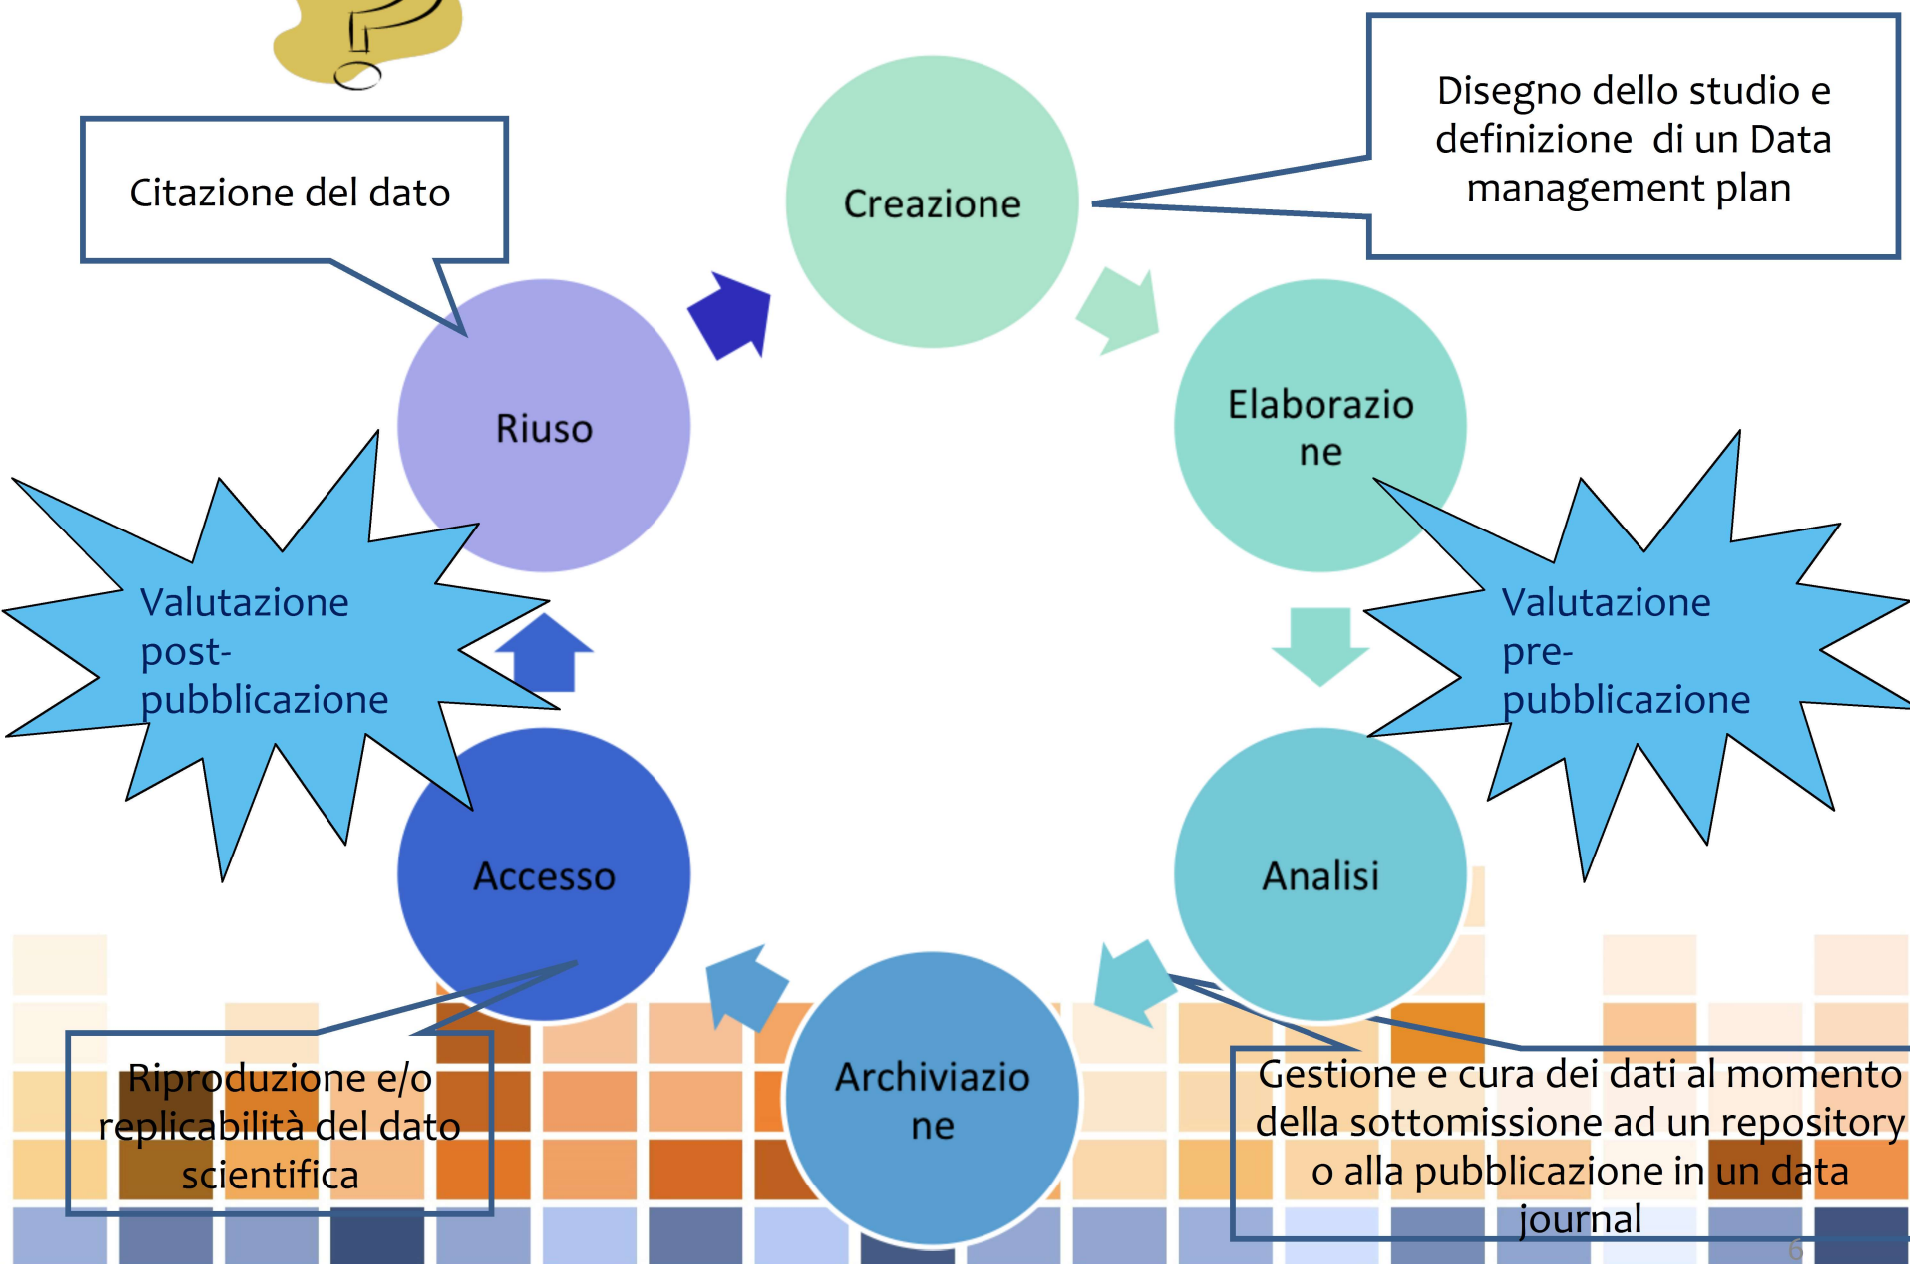 Citazione del dato
Disegno dello studio e
definizione  di un Data
management plan
Creazione
Riuso
Elaborazio
ne
Valutazione
post-
pubblicazione
Valutazione
pre-
pubblicazione
Accesso
Analisi
Archiviazio
ne
Riproduzione e/o
replicabilità del dato
scientifica
Gestione e cura dei dati al momento
della sottomissione ad un repository
o alla pubblicazione in un data
journal
6